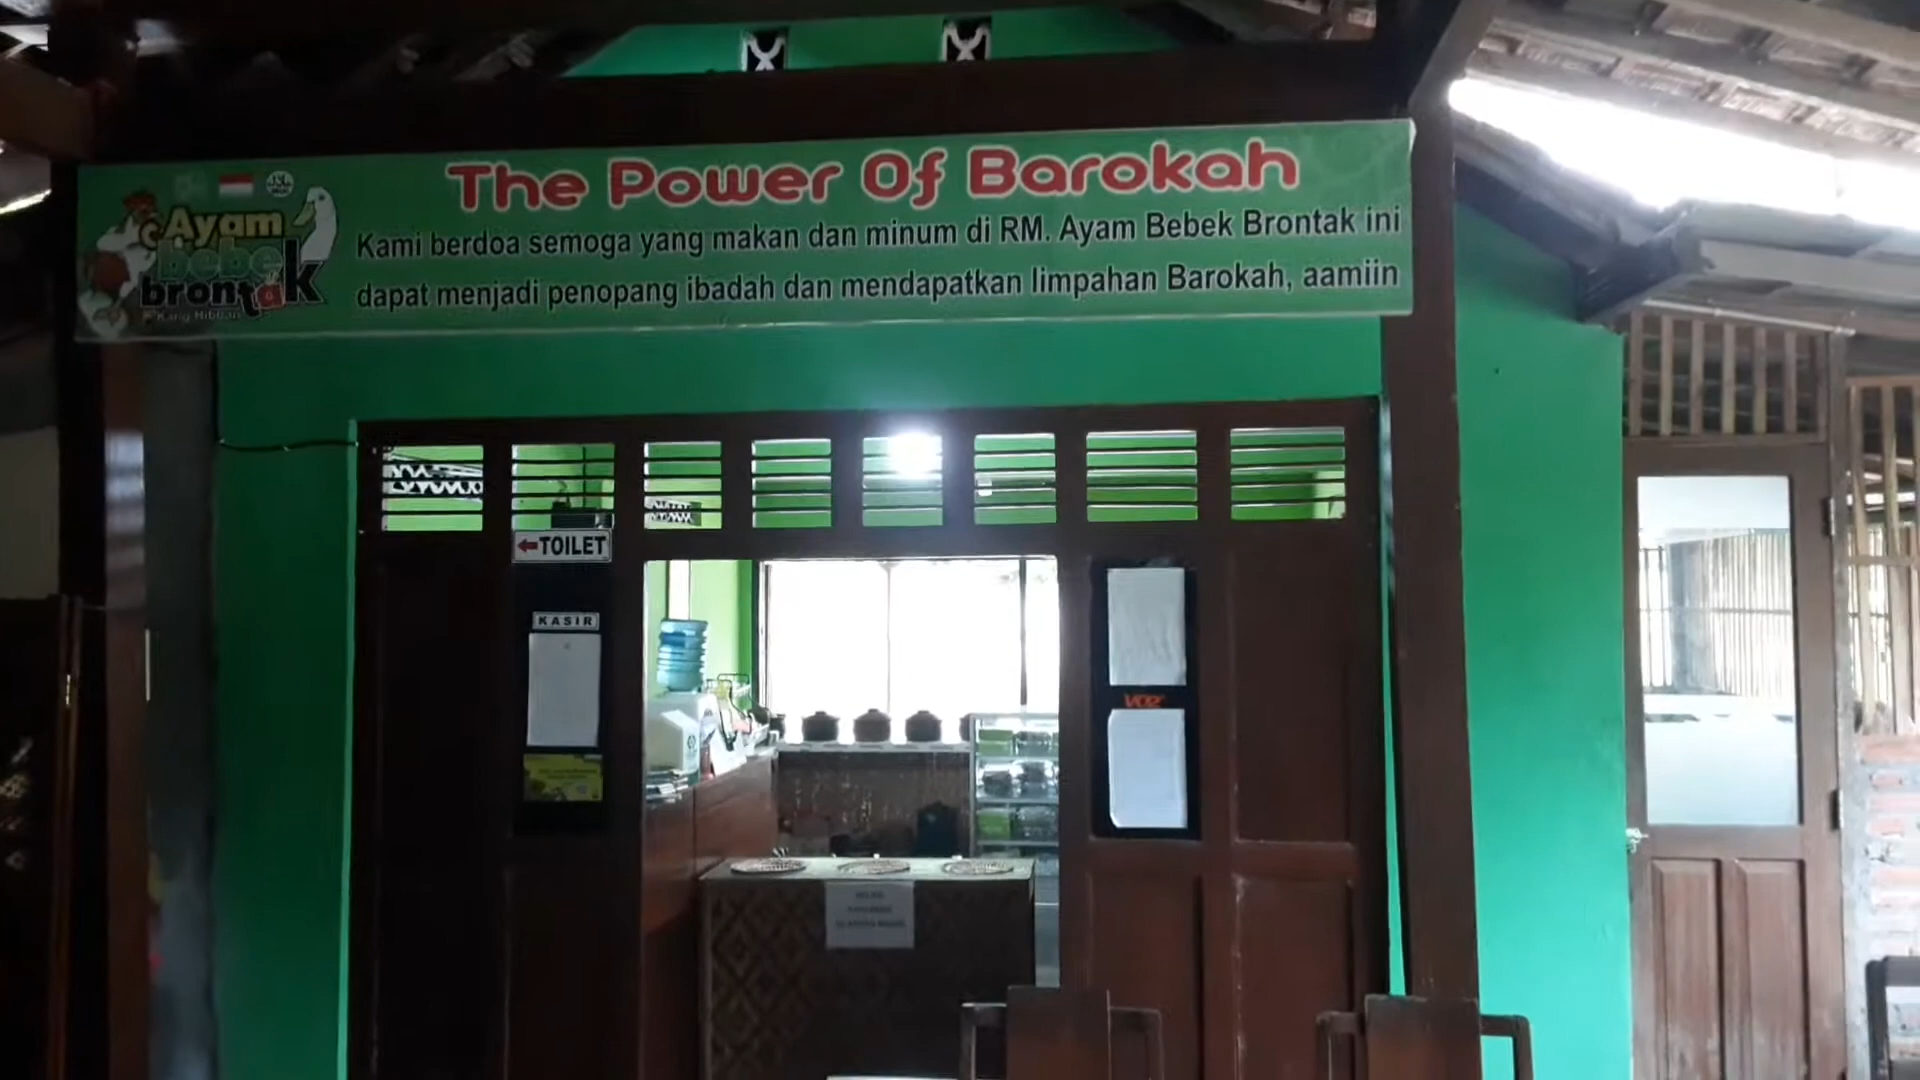 The Power Of Barokah
Kami berdoa semoga yang makan dan minum di RM. Ayam Bebek Brontak ini
dapat menjadi penopang ibadah dan mendapatkan limpahan Barokah, aamiin
Ayam
bebek
brontak
TOILET
KASIR